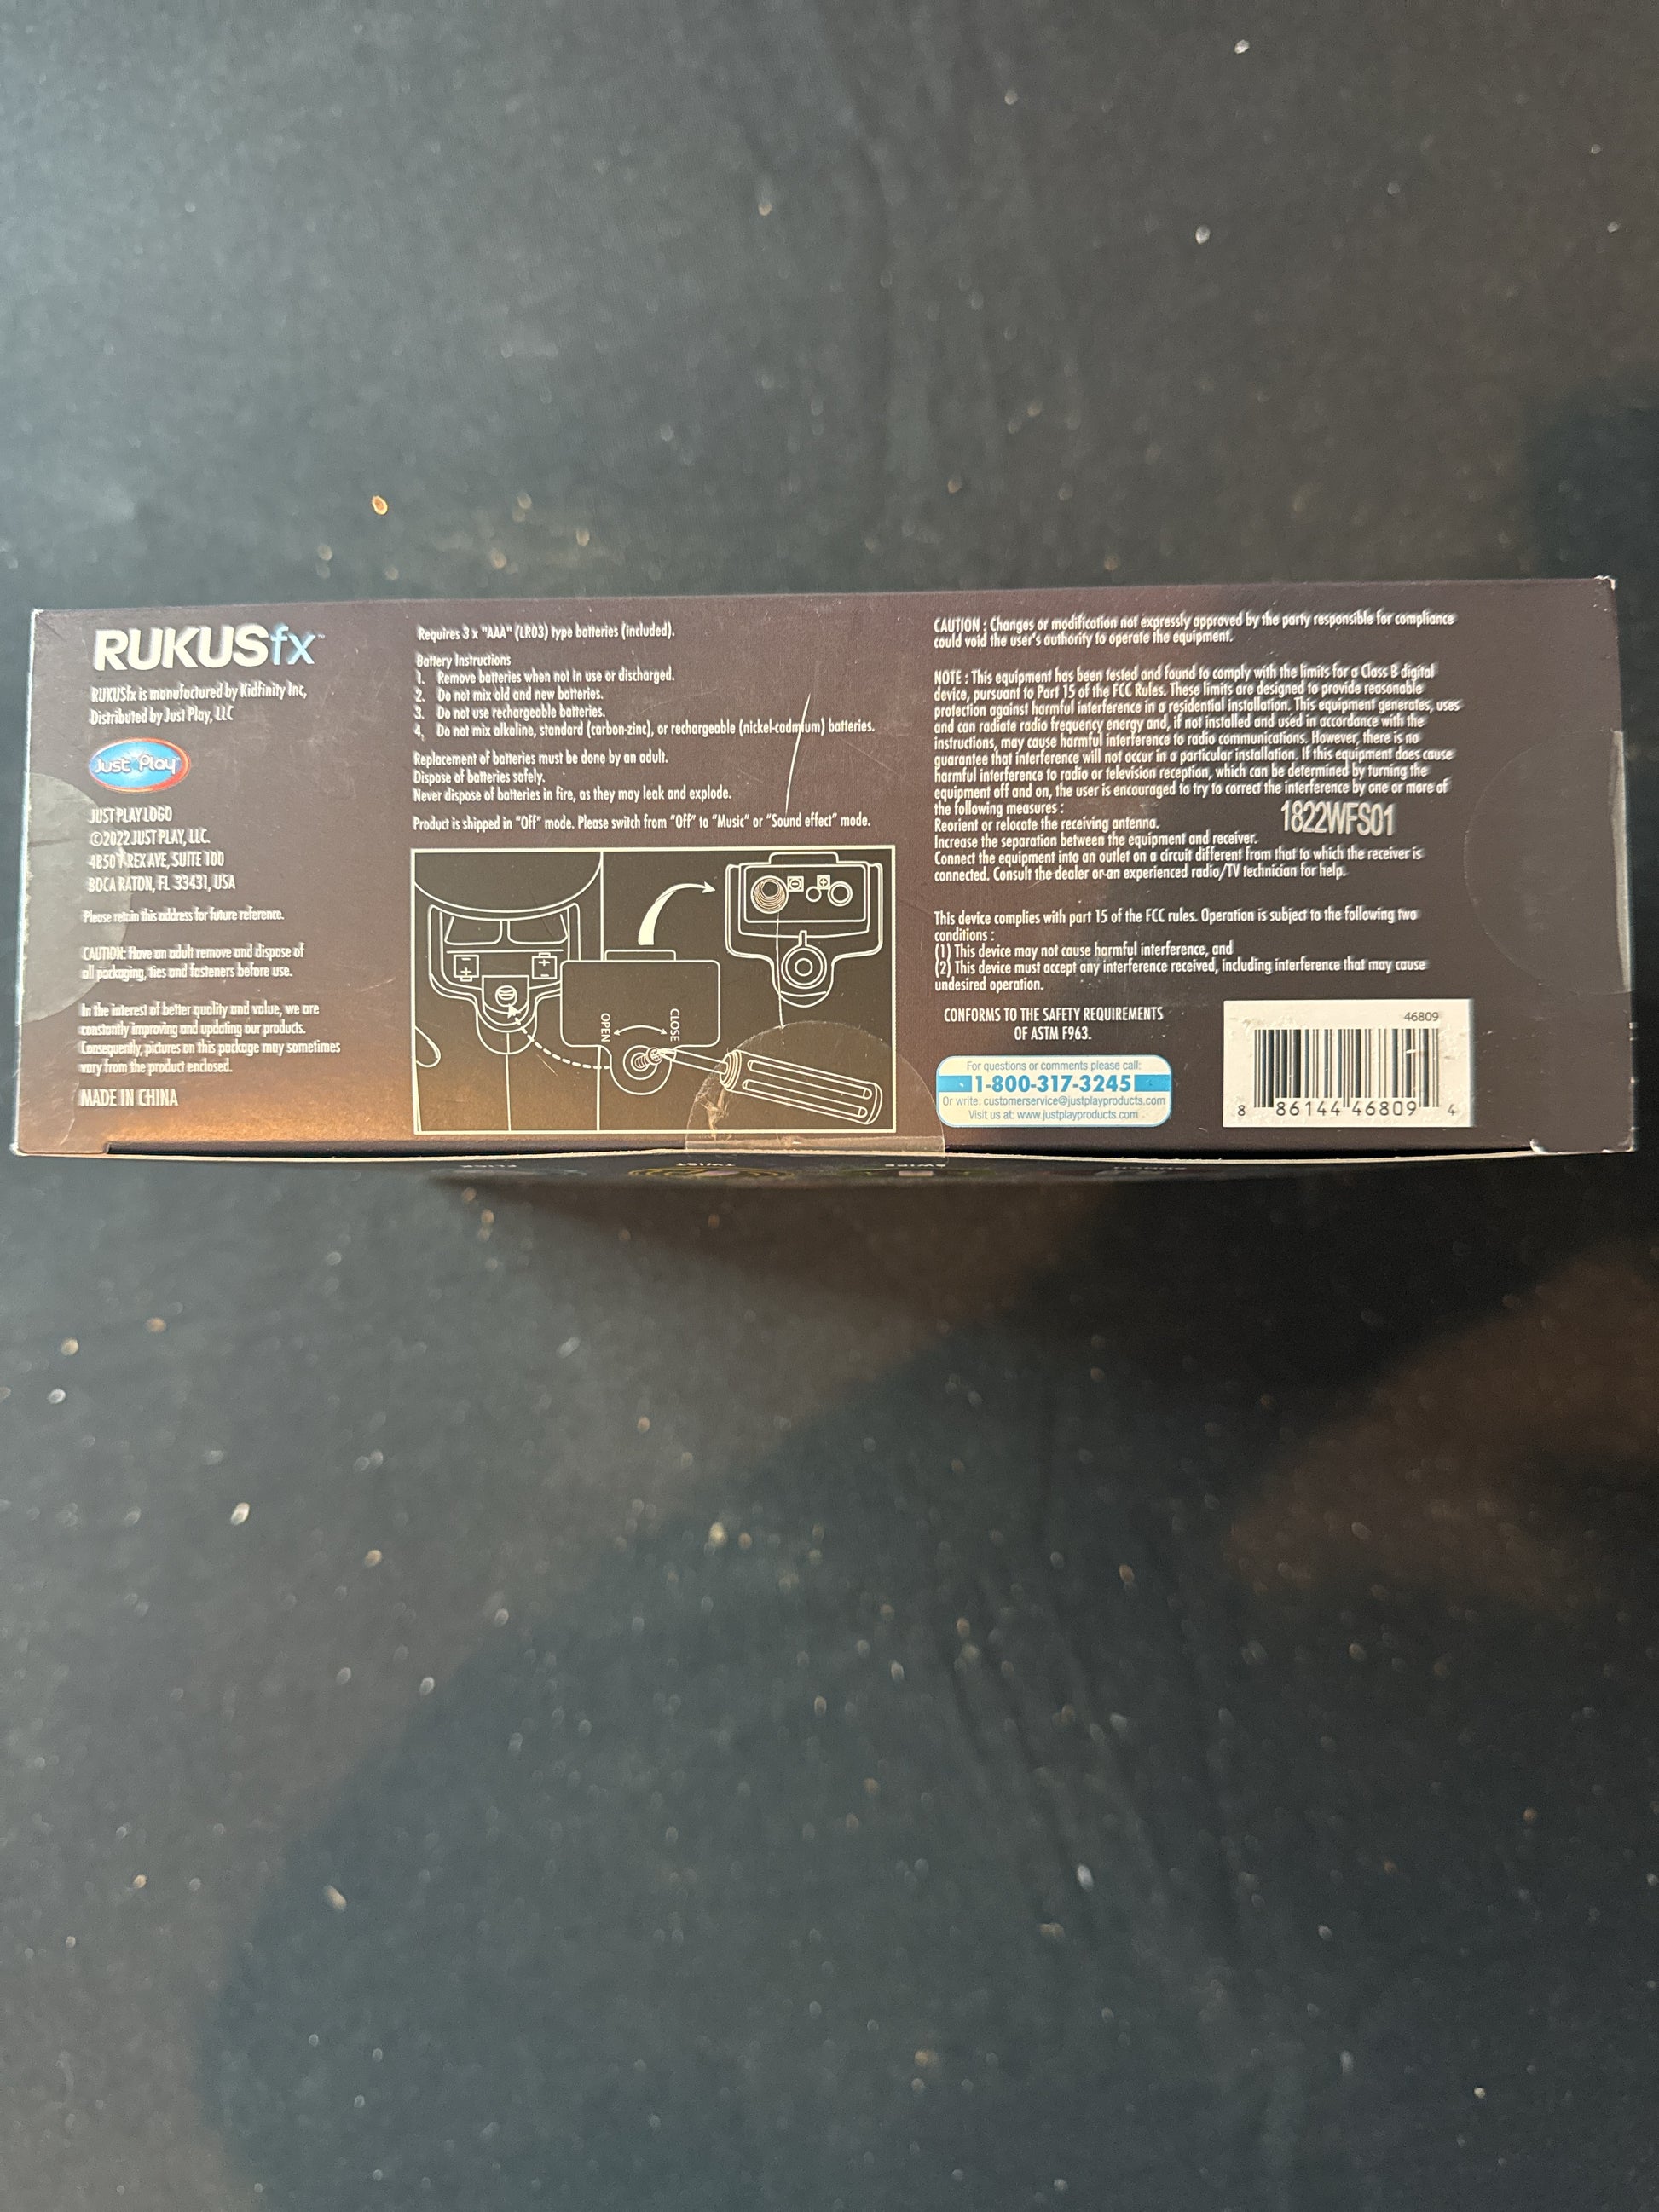 RUKUSfx™
RUKUSfx is manufactured by Kidfinity Inc,
Distributed by Just Play, LLC
Just Play
JUST PLAY LOGO
©2022 JUST PLAY, LLC.
4850 T-REX AVE, SUITE 100
BOCA RATON, FL 33431, USA
Please retain this address for future reference.
CAUTION: Have an adult remove and dispose of
all packaging, ties and fasteners before use.
In the interest of better quality and value, we are
constantly improving and updating our products.
Consequently, pictures on this package may sometimes
vary from the product enclosed.
MADE IN CHINA
Requires 3 x "AAA" (LR03) type batteries (included).
Battery Instructions
1. Remove batteries when not in use or discharged.
2. Do not mix old and new batteries.
3. Do not use rechargeable batteries.
4. Do not mix alkaline, standard (carbon-zinc), or rechargeable (nickel-cadmium) batteries.
Replacement of batteries must be done by an adult.
Dispose of batteries safely.
Never dispose of batteries in fire, as they may leak and explode.
Product is shipped in "Off" mode. Please switch from "Off" to "Music" or "Sound effect" mode.
OPEN
CLOSE
CAUTION : Changes or modification not expressly approved by the party responsible for compliance
could void the user's authority to operate the equipment.
NOTE : This equipment has been tested and found to comply with the limits for a Class B digital
device, pursuant to Part 15 of the FCC Rules. These limits are designed to provide reasonable
protection against harmful interference in a residential installation. This equipment generates, uses
and can radiate radio frequency energy and, if not installed and used in accordance with the
instructions, may cause harmful interference to radio communications. However, there is no
guarantee that interference will not occur in a particular installation. If this equipment does cause
harmful interference to radio or television reception, which can be determined by turning the
equipment off and on, the user is encouraged to try to correct the interference by one or more of
the following measures :
1822WFS01
Reorient or relocate the receiving antenna.
Increase the separation between the equipment and receiver.
Connect the equipment into an outlet on a circuit different from that to which the receiver is
connected. Consult the dealer or an experienced radio/TV technician for help.
This device complies with part 15 of the FCC rules. Operation is subject to the following two
conditions :
(1) This device may not cause harmful interference, and
(2) This device must accept any interference received, including interference that may cause
undesired operation.
CONFORMS TO THE SAFETY REQUIREMENTS
OF ASTM F963.
For questions or comments please call:
1-800-317-3245
Or write: customerservice@justplayproducts.com
Visit us at: www.justplayproducts.com
46809
8 86144 46809 4
TWIST
SWIPE